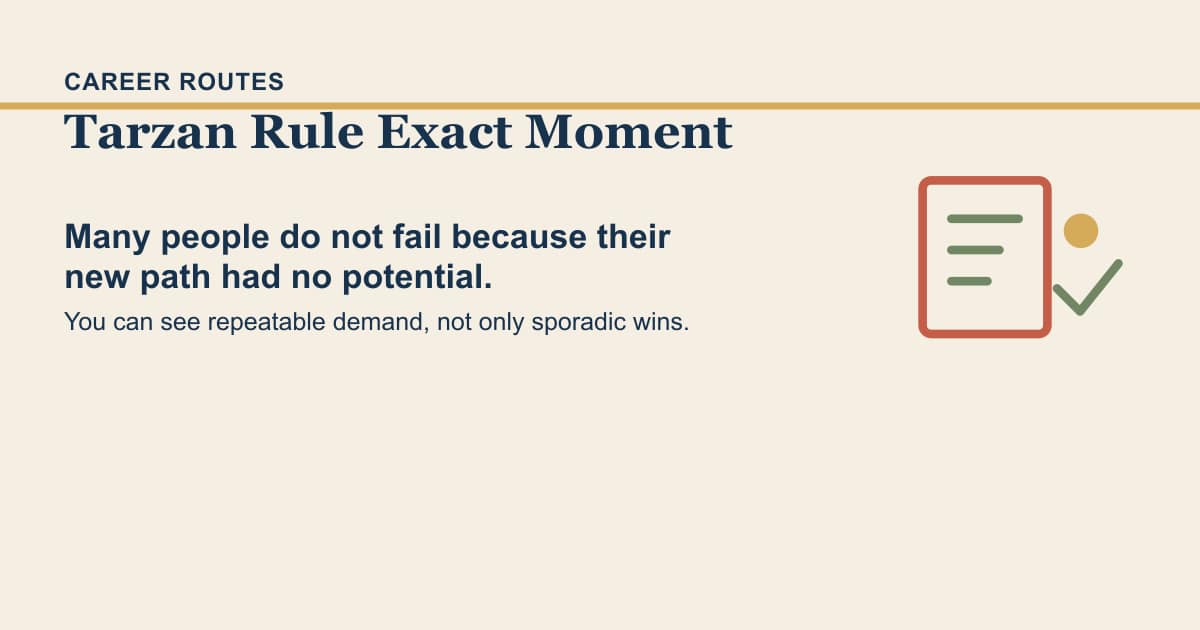 CAREER ROUTES
Tarzan Rule Exact Moment
Many people do not fail because their
new path had no potential.
You can see repeatable demand, not only sporadic wins.